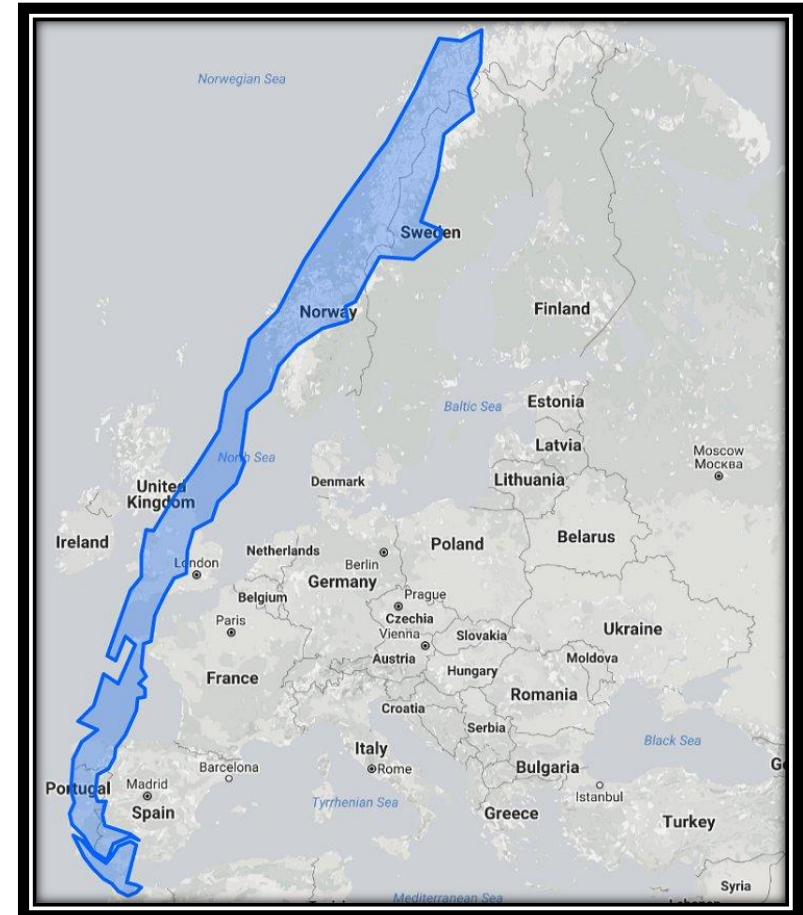 Norwegian Sea
Sweden
Norway
Finland
Baltic Sea
Estonia
Latvia
Lithuania
Moscow
Москва
North Sea
Denmark
United
Kingdom
Ireland
London
Netherlands
Berlin
Poland
Belarus
Germany
Belgium
Prague
Czechia
Paris
Vienna
Slovakia
Ukraine
Austria
Hungary
Moldova
France
Romania
Croatia
Serbia
Black Sea
Italy
Rome
Barcelona
Bulgaria
Portugal
Madrid
Spain
Tyrrhenian Sea
Istanbul
Greece
Turkey
Syria
Mediterranean Sea